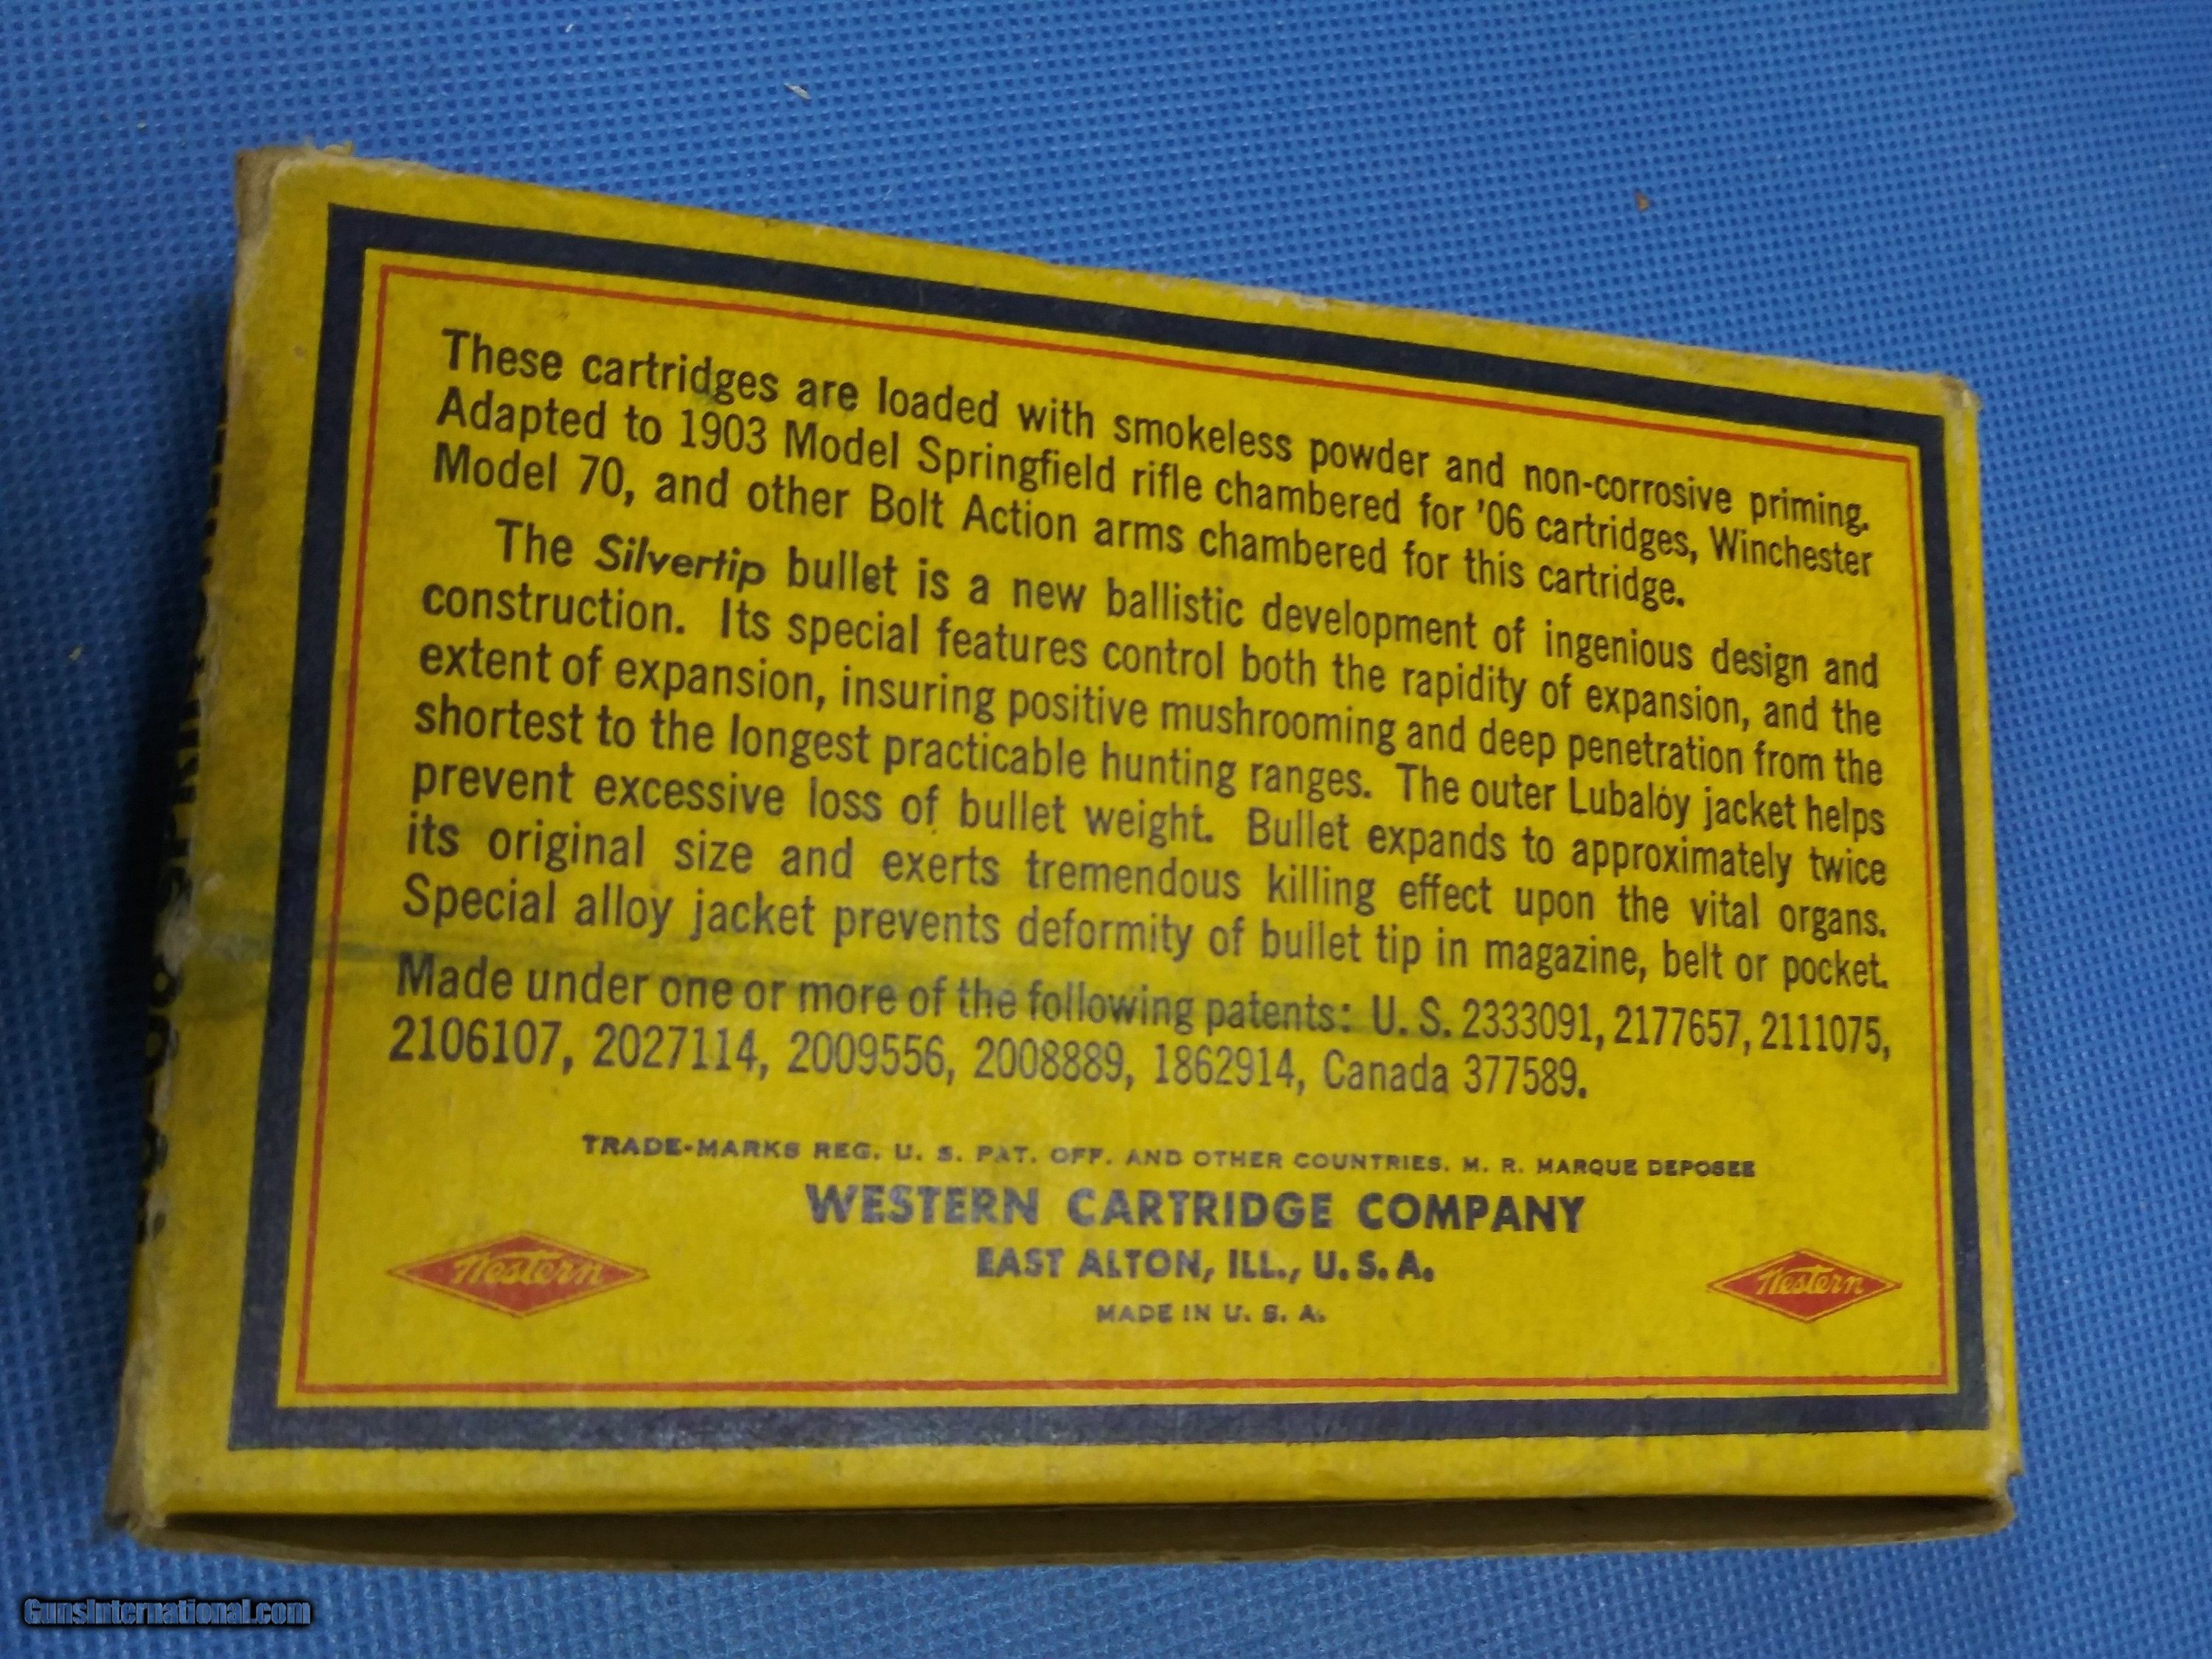 These cartridges are loaded with smokeless powder and non-corrosive priming.
Adapted to 1903 Model Springfield rifle chambered for '06 cartridges, Winchester
Model 70, and other Bolt Action arms chambered for this cartridge.
The Silvertip bullet is a new ballistic development of ingenious design and
construction. Its special features control both the rapidity of expansion, and the
extent of expansion, insuring positive mushrooming and deep penetration from the
shortest to the longest practicable hunting ranges. The outer Lubaloy jacket helps
prevent excessive loss of bullet weight. Bullet expands to approximately twice
its original size and exerts tremendous killing effect upon the vital organs.
Special alloy jacket prevents deformity of bullet tip in magazine, belt or pocket.
Made under one or more of the following patents: U. S. 2333091, 2177657, 2111075,
2106107, 2027114, 2009556, 2008889, 1862914, Canada 377589.
TRADE-MARKS REG. U. S. PAT. OFF. AND OTHER COUNTRIES. M. R. MARQUE DEPOSEE
WESTERN CARTRIDGE COMPANY
EAST ALTON, ILL., U. S. A.
MADE IN U. S. A.
Western
Western
GunsInternational.com